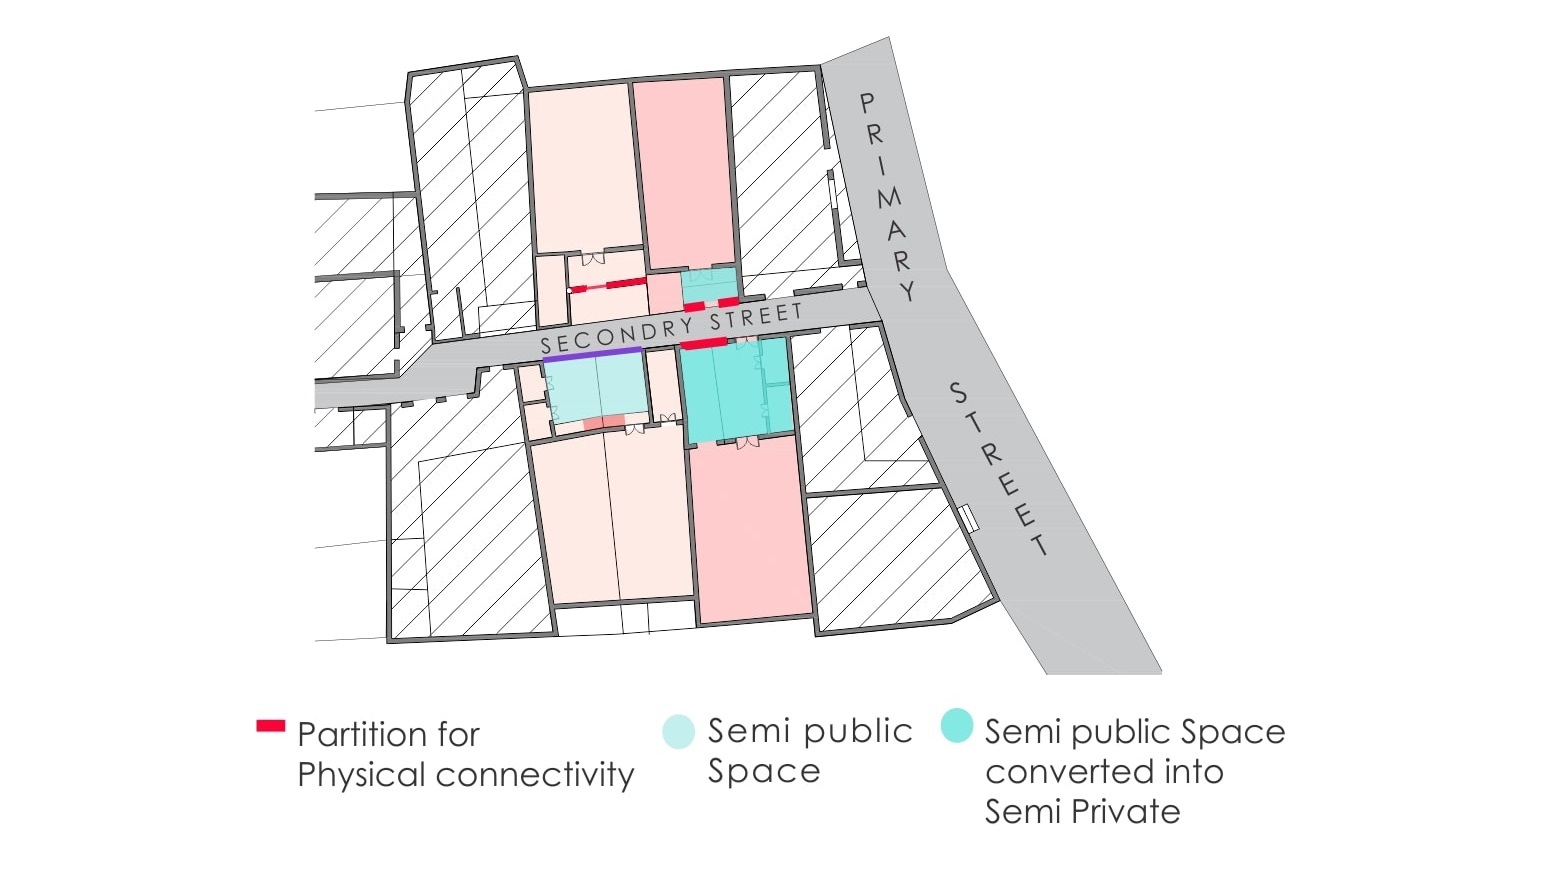 PRIMARY
STREET
SECONDRY STREET
Partition for
Physical connectivity
Semi public
Space
Semi public Space
converted into
Semi Private